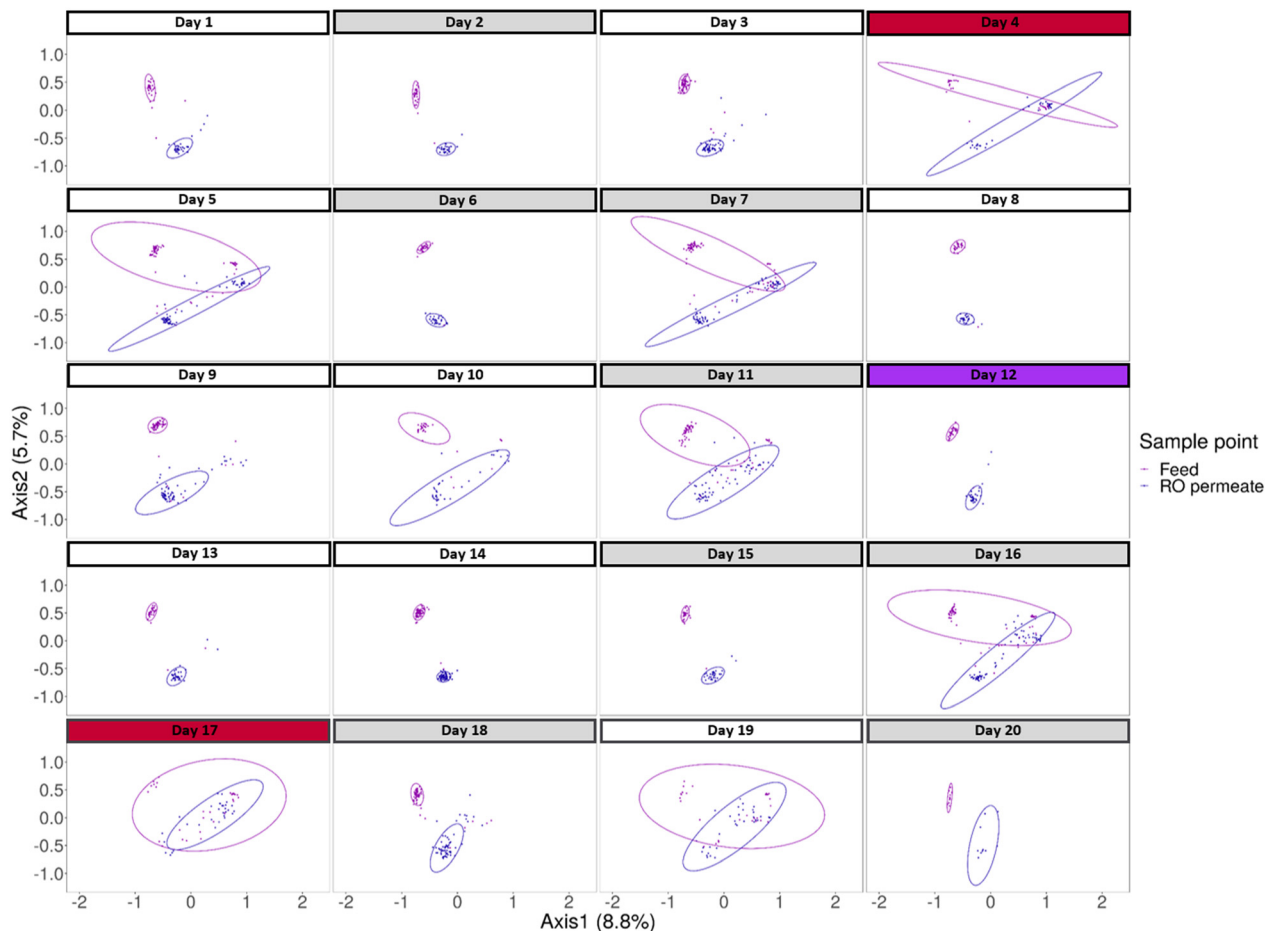 Day 1 Day 2 Day 3 Day 4
1.0
0.5
0.0
-0.5
-1.0
Day 5 Day 6 Day 7 Day 8
1.0
0.5
0.0
-0.5
-1.0
Day 9 Day 10 Day 11 Day 12
1.0
0.5
0.0
-0.5
-1.0
Axis2 (5.7%)
Sample point
Feed
RO permeate
Day 13 Day 14 Day 15 Day 16
1.0
0.5
0.0
-0.5
-1.0
Day 17 Day 18 Day 19 Day 20
1.0
0.5
0.0
-0.5
-1.0
-2 -1 0 1 2 -2 -1 0 1 2 -2 -1 0 1 2 -2 -1 0 1 2
Axis1 (8.8%)